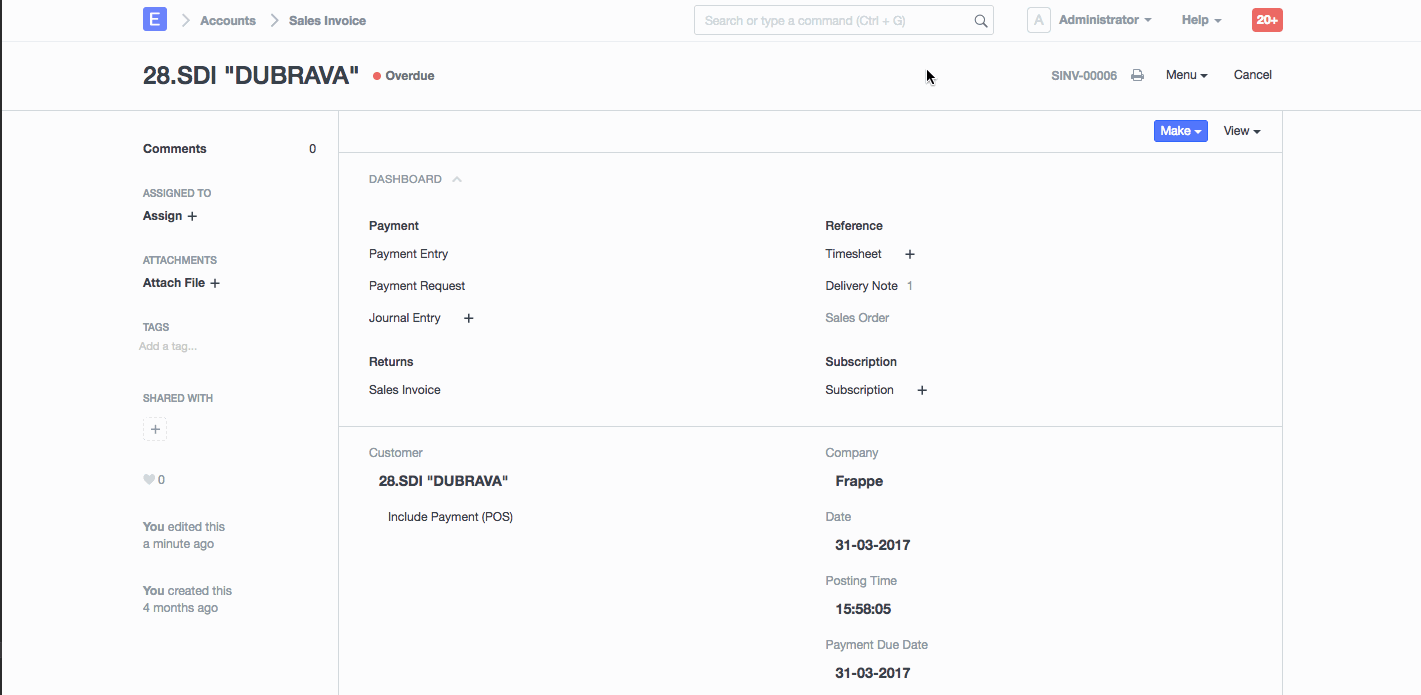 E Accounts Sales Invoice Search or type a command (Ctrl + G) A Administrator Help 20+
28.SDI "DUBRAVA" Overdue SINV-00006 Menu Cancel
Make View
Comments 0
ASSIGNED TO
Assign +
ATTACHMENTS
Attach File +
TAGS
Add a tag...
SHARED WITH
+
0
You edited this
a minute ago
You created this
4 months ago
DASHBOARD
Payment
Payment Entry
Payment Request
Journal Entry +
Returns
Sales Invoice
Reference
Timesheet +
Delivery Note 1
Sales Order
Subscription
Subscription +
Customer
28.SDI "DUBRAVA"
Include Payment (POS)
Company
Frappe
Date
31-03-2017
Posting Time
15:58:05
Payment Due Date
31-03-2017